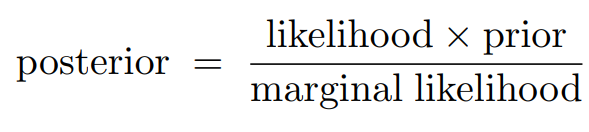 posterior = likelihood × prior
marginal likelihood